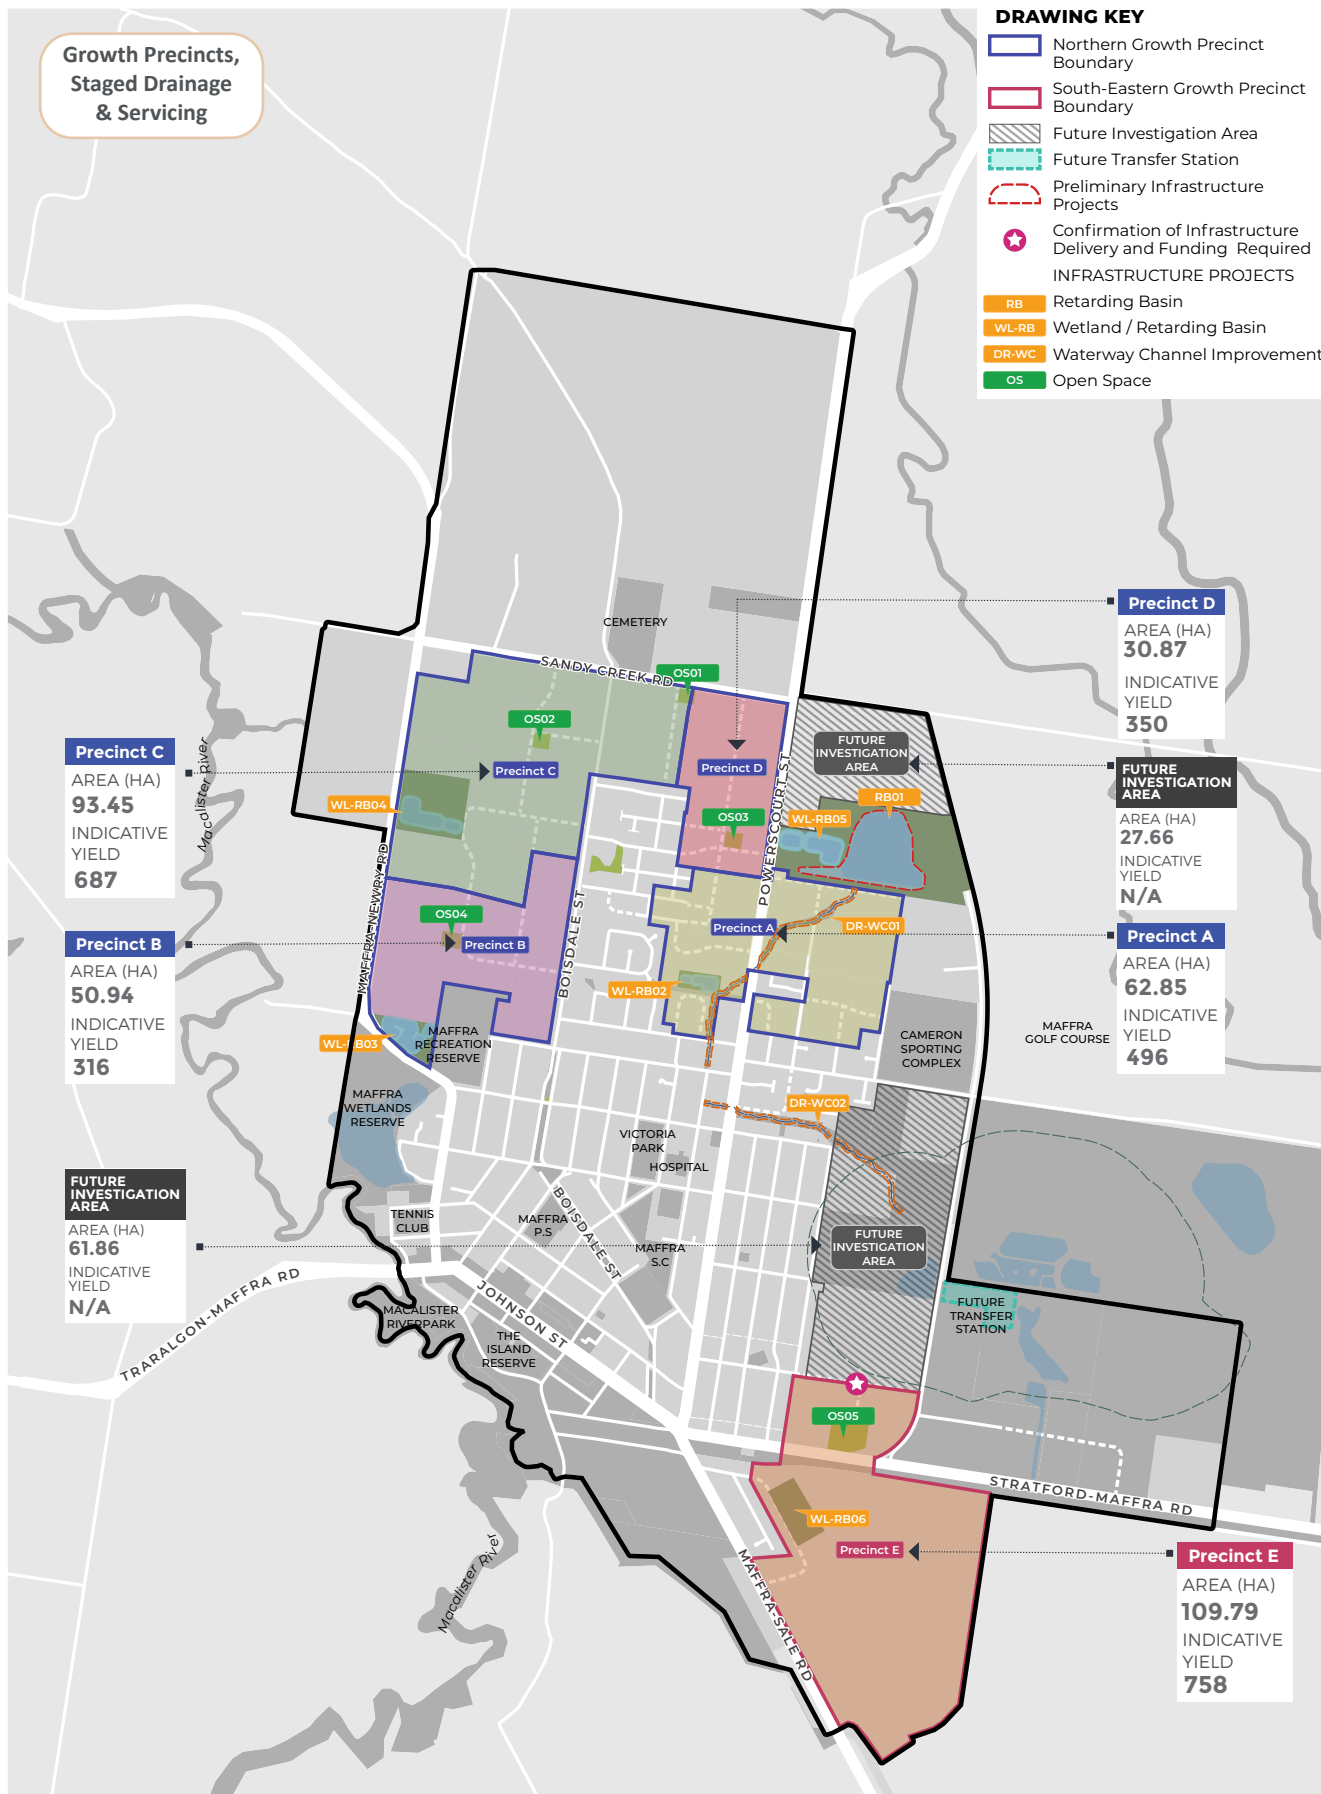 Growth Precincts,
Staged Drainage
& Servicing
DRAWING KEY
Northern Growth Precinct
Boundary
South-Eastern Growth Precinct
Boundary
Future Investigation Area
Future Transfer Station
Preliminary Infrastructure
Projects
Confirmation of Infrastructure
Delivery and Funding Required
INFRASTRUCTURE PROJECTS
RB
Retarding Basin
WL-RB
Wetland / Retarding Basin
DR-WC
Waterway Channel Improvement
OS
Open Space
CEMETERY
SANDY CREEK RD
OS01
OS02
Precinct C
Precinct D
OS03
WL-RB04
FUTURE
INVESTIGATION
AREA
RB01
WL-RB05
POWERSCOURT ST
MAFFRA-NEWRY RD
BOISDALE ST
OS04
Precinct B
Precinct A
DR-WC01
WL-RB02
WL-RB03
MAFFRA
RECREATION
RESERVE
CAMERON
SPORTING
COMPLEX
MAFFRA
GOLF COURSE
MAFFRA
WETLANDS
RESERVE
DR-WC02
VICTORIA
PARK
HOSPITAL
TENNIS
CLUB
MAFFRA
P.S
BOISDALE ST
MAFFRA
S.C
FUTURE
INVESTIGATION
AREA
TRARALGON-MAFFRA RD
MACALISTER
RIVERPARK
JOHNSON ST
THE
ISLAND
RESERVE
FUTURE
TRANSFER
STATION
OS05
STRATFORD-MAFFRA RD
WL-RB06
Precinct E
MAFFRA-SALE RD
Macalister River
Macalister River
Precinct D
AREA (HA)
30.87
INDICATIVE
YIELD
350
Precinct C
AREA (HA)
93.45
INDICATIVE
YIELD
687
FUTURE
INVESTIGATION
AREA
AREA (HA)
27.66
INDICATIVE
YIELD
N/A
Precinct B
AREA (HA)
50.94
INDICATIVE
YIELD
316
Precinct A
AREA (HA)
62.85
INDICATIVE
YIELD
496
FUTURE
INVESTIGATION
AREA
AREA (HA)
61.86
INDICATIVE
YIELD
N/A
Precinct E
AREA (HA)
109.79
INDICATIVE
YIELD
758